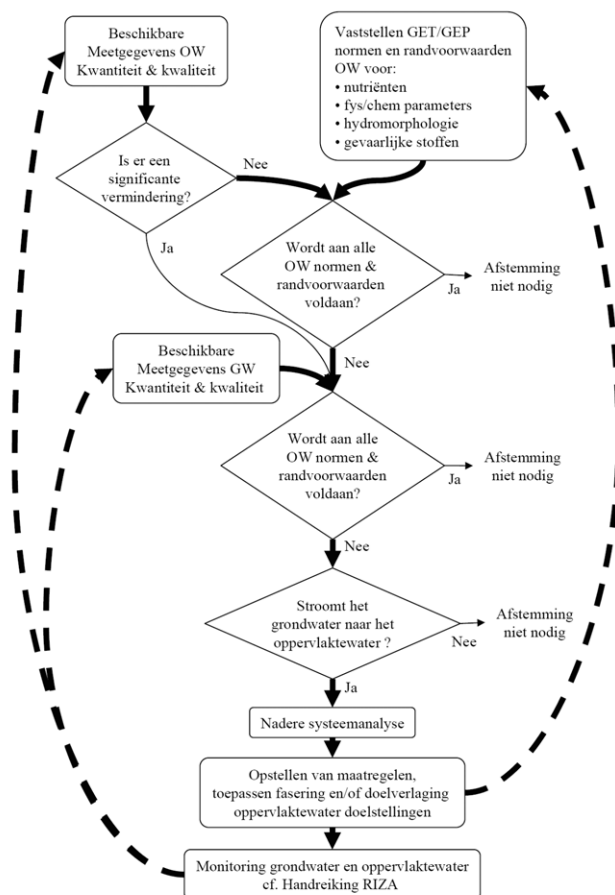 Beschikbare
Meetgegevens OW
Kwantiteit & kwaliteit
Vaststellen GET/GEP
normen en randvoorwaarden
OW voor:
• nutriënten
• fys/chem parameters
• hydromorphologie
• gevaarlijke stoffen
Is er een
significante
vermindering?
Nee
Ja
Wordt aan alle
OW normen &
randvoorwaarden
voldaan?
Ja
Afstemming
niet nodig
Nee
Beschikbare
Meetgegevens GW
Kwantiteit & kwaliteit
Wordt aan alle
OW normen &
randvoorwaarden
voldaan?
Ja
Afstemming
niet nodig
Nee
Stroomt het
grondwater naar het
oppervlaktewater ?
Nee
Afstemming
niet nodig
Ja
Nadere systeemanalyse
Opstellen van maatregelen,
toepassen fasering en/of doelverlaging
oppervlaktewater doelstellingen
Monitoring grondwater en oppervlaktewater
cf. Handreiking RIZA